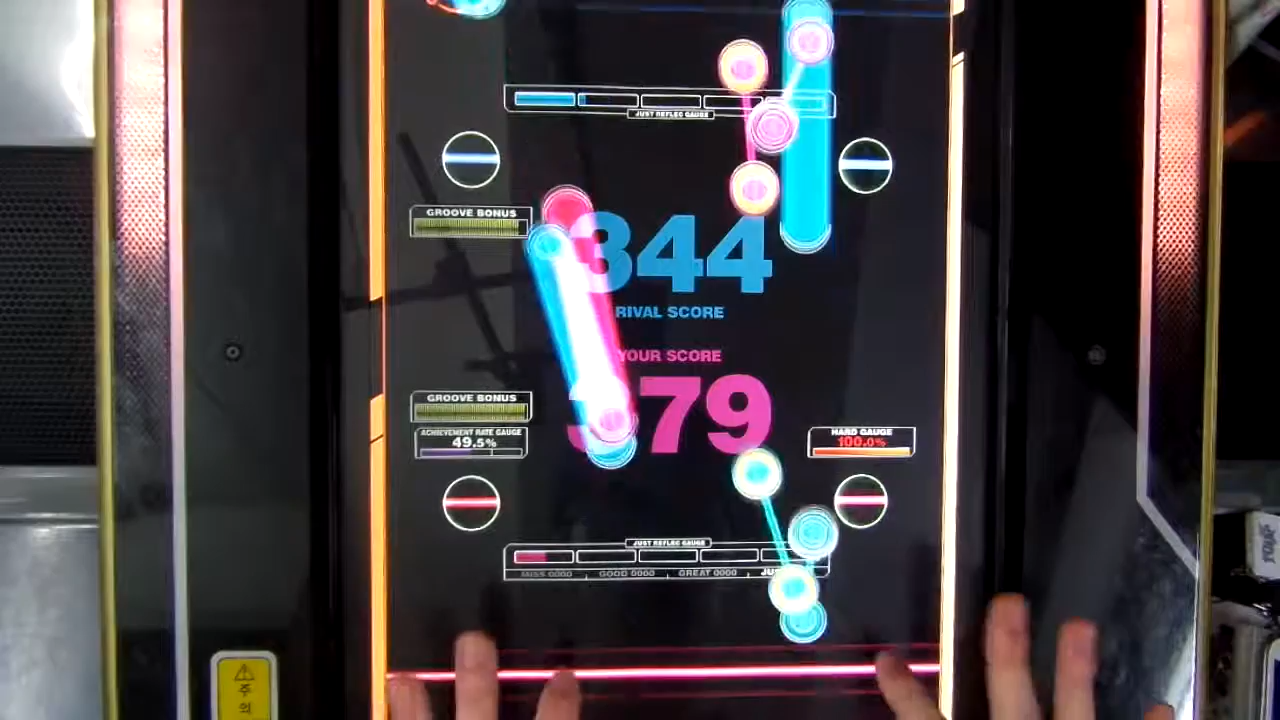 JUST REFLEC GAUGE
GROOVE BONUS
344
RIVAL SCORE
YOUR SCORE
379
GROOVE BONUS
ACHIEVEMENT RATE GAUGE
49.5%
HARD GAUGE
100.0%
JUST REFLEC GAUGE
MISS 0000
GOOD 0000
GREAT 0000
주
의